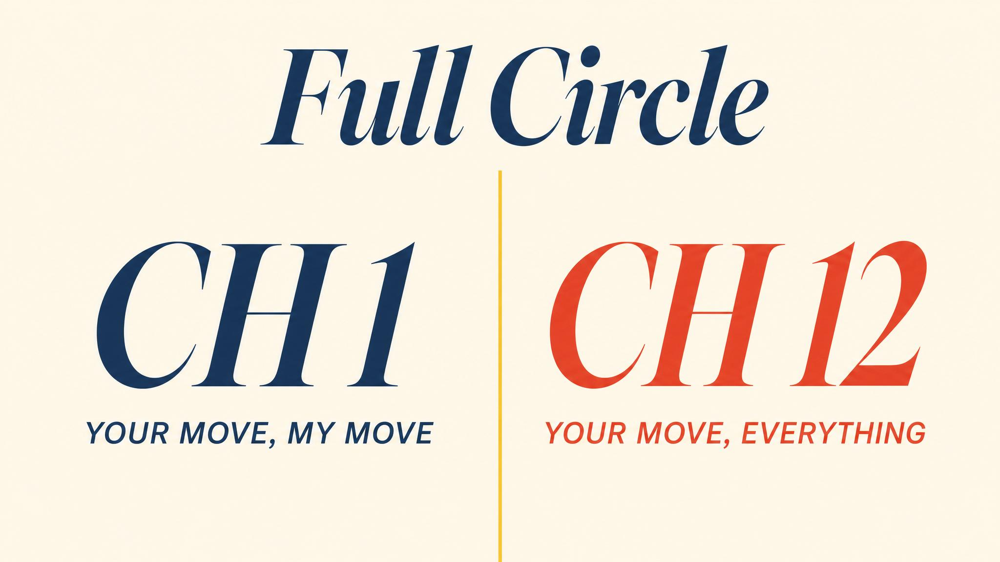 Full Circle
CH 1
YOUR MOVE, MY MOVE
CH 12
YOUR MOVE, EVERYTHING